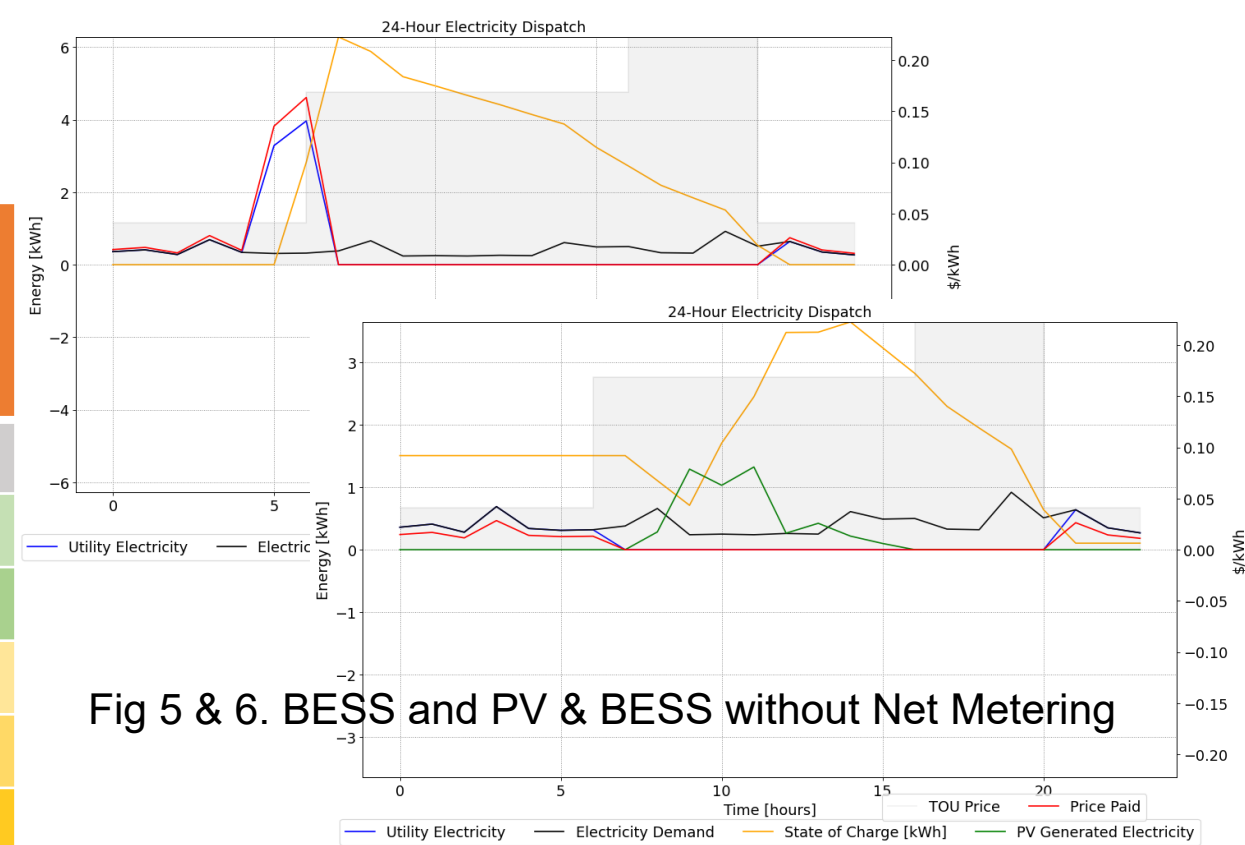 24-Hour Electricity Dispatch
6
4
2
0
−2
−4
−6
Energy [kWh]
0.20
0.15
0.10
0.05
0.00
$/kWh
0
5
Utility Electricity
Electric
24-Hour Electricity Dispatch
3
2
1
0
−1
−2
−3
Energy [kWh]
0.20
0.15
0.10
0.05
0.00
−0.05
−0.10
−0.15
−0.20
$/kWh
Fig 5 & 6. BESS and PV & BESS without Net Metering
0 5 10 15 20
Time [hours]
TOU Price Price Paid
Utility Electricity Electricity Demand State of Charge [kWh] PV Generated Electricity